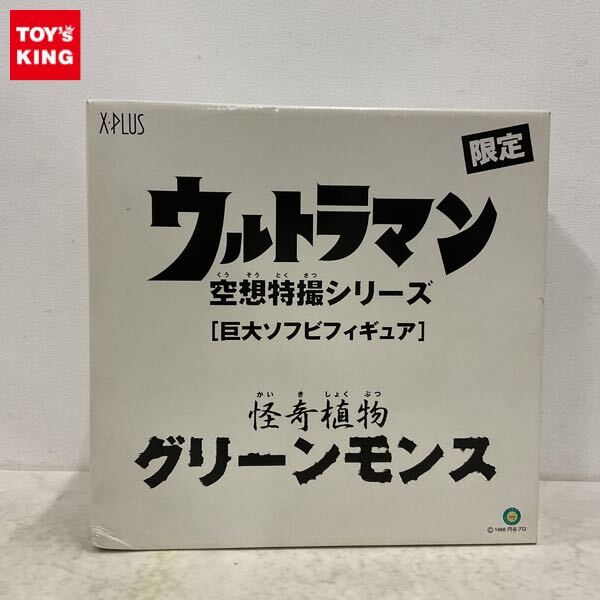 TOY's
KING
X·PLUS
限定
ウルトラマン
くう そう とく さつ
空想特撮シリーズ
[巨大ソフビフィギュア]
かい き しょく ぶつ
怪奇植物
グリーンモンス
© 1966 円谷プロ